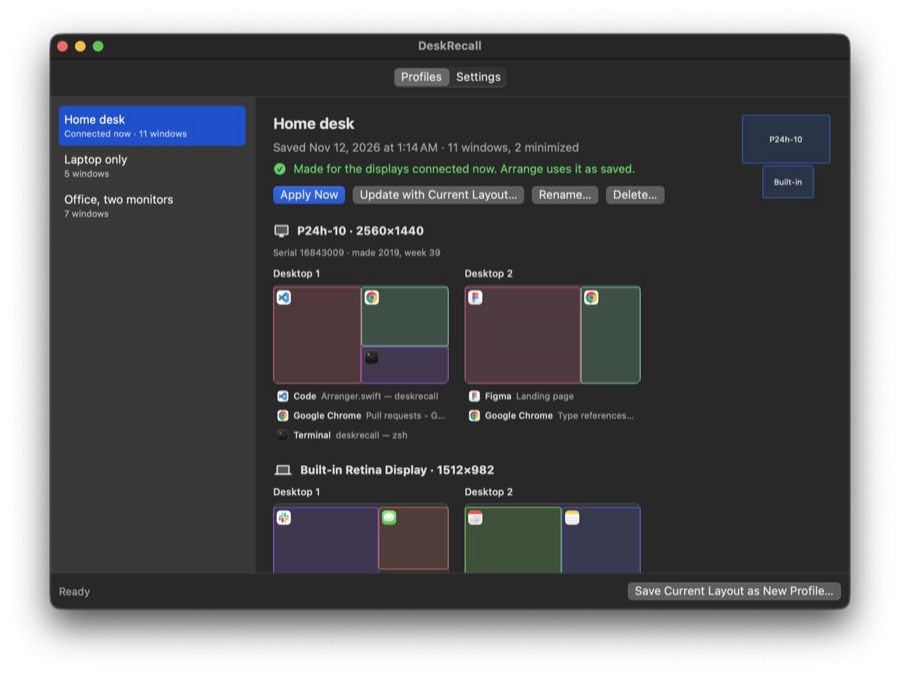 DeskRecall
Profiles Settings
Home desk
Connected now · 11 windows
Laptop only
5 windows
Office, two monitors
7 windows
Home desk
Saved Nov 12, 2026 at 1:14 AM · 11 windows, 2 minimized
Made for the displays connected now. Arrange uses it as saved.
Apply Now Update with Current Layout... Rename... Delete...
P24h-10
Built-in
P24h-10 · 2560×1440
Serial 16843009 · made 2019, week 39
Desktop 1
Code Arranger.swift — deskrecall
Google Chrome Pull requests - G...
Terminal deskrecall — zsh
Desktop 2
Figma Landing page
Google Chrome Type references...
Built-in Retina Display · 1512×982
Desktop 1
Desktop 2
Ready
Save Current Layout as New Profile...